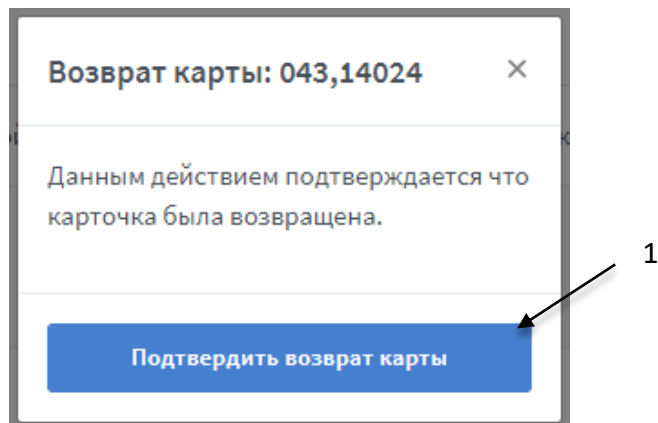 Возврат карты: 043,14024 ×
Данным действием подтверждается что
карточка была возвращена.
1
Подтвердить возврат карты